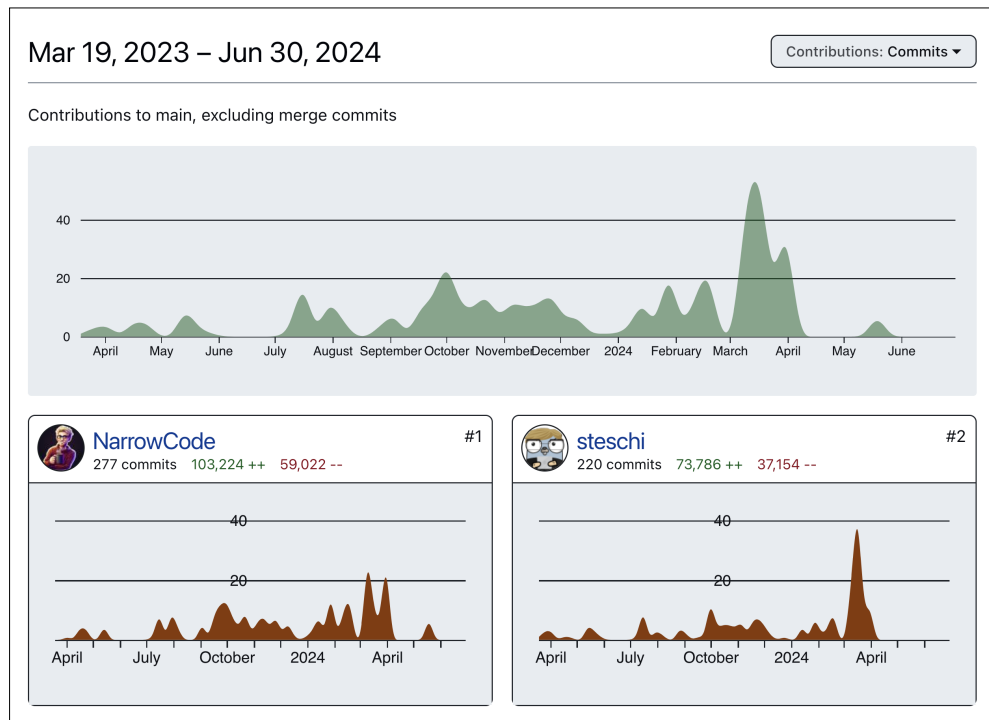 Mar 19, 2023 – Jun 30, 2024
Contributions: Commits
Contributions to main, excluding merge commits
40
20
0
April May June July August September October November December 2024 February March April May June
NarrowCode #1
277 commits 103,224 ++ 59,022 --
40
20
April July October 2024 April
steschi #2
220 commits 73,786 ++ 37,154 --
40
20
April July October 2024 April